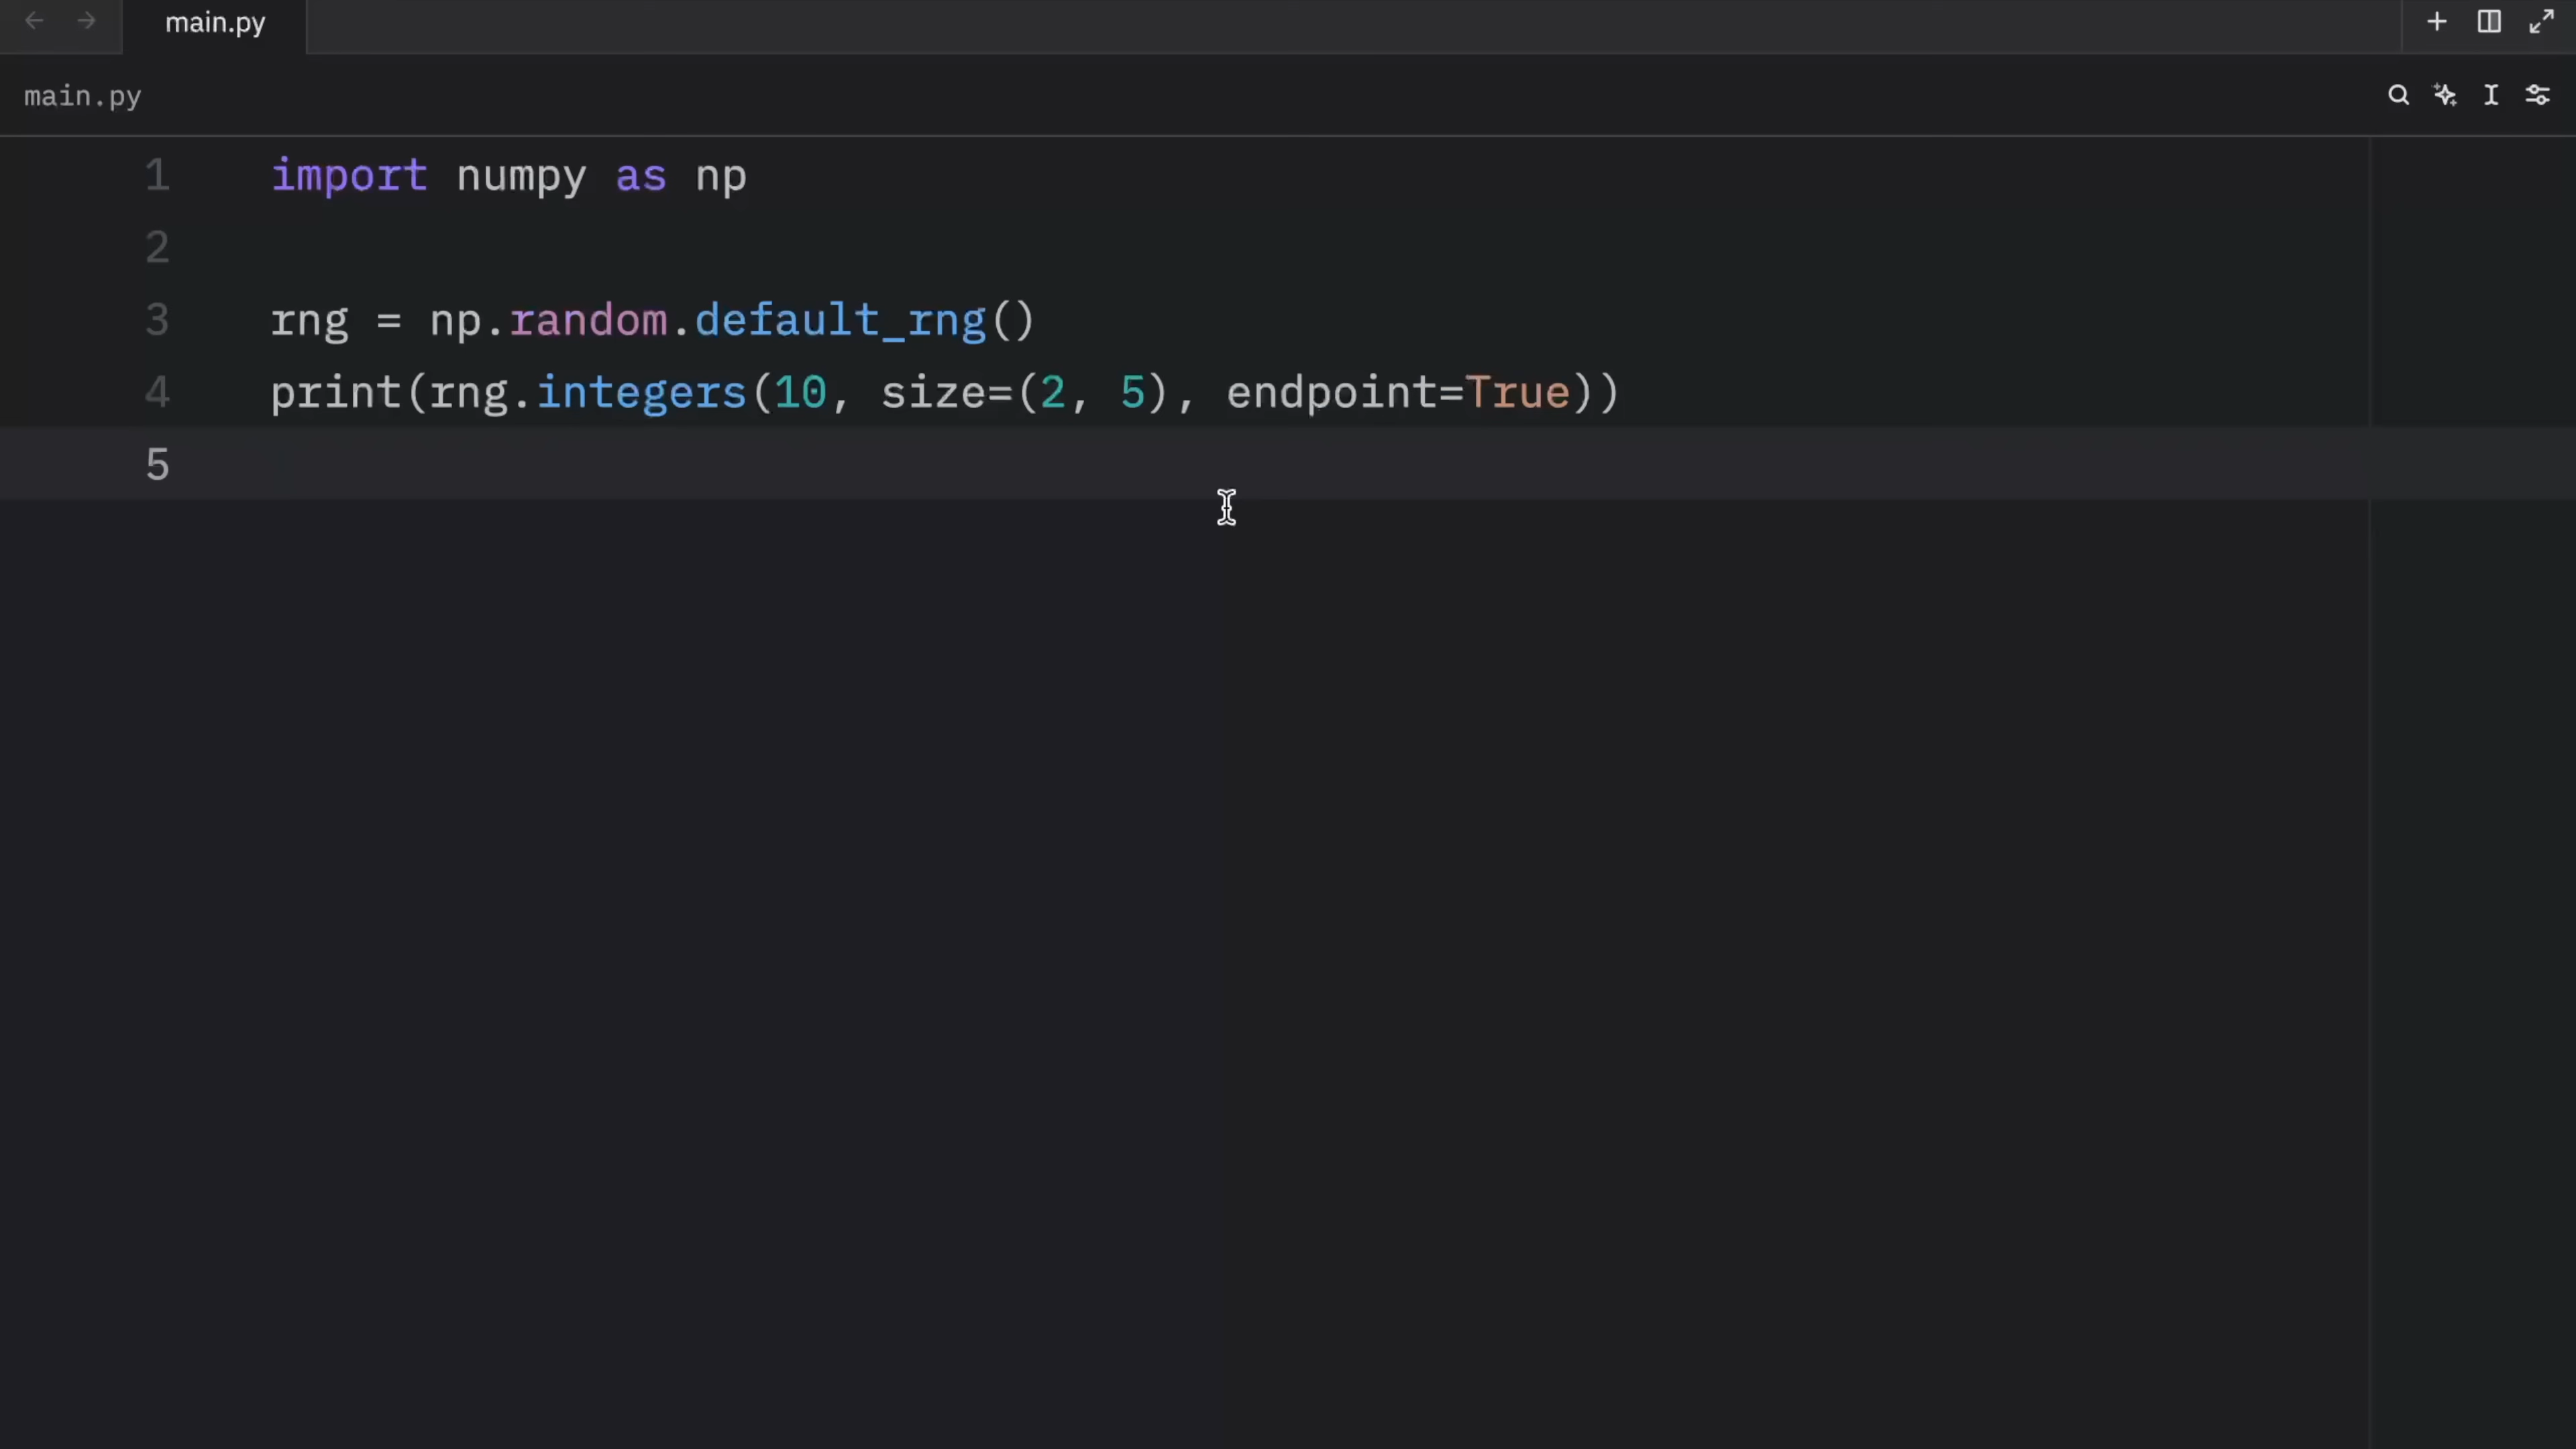 main.py
main.py
1 import numpy as np
2
3 rng = np.random.default_rng()
4 print(rng.integers(10, size=(2, 5), endpoint=True))
5